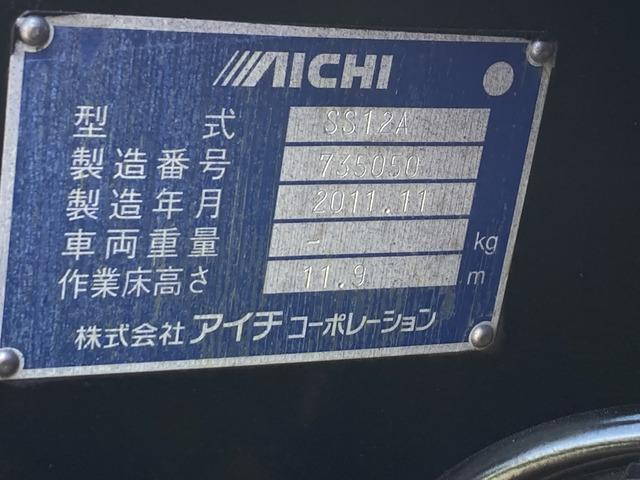 AICHI
型式 SS12A
製造番号 735050
製造年月 2011.11
車両重量 - kg
作業床高さ 11.9 m
株式会社 アイチコーポレーション